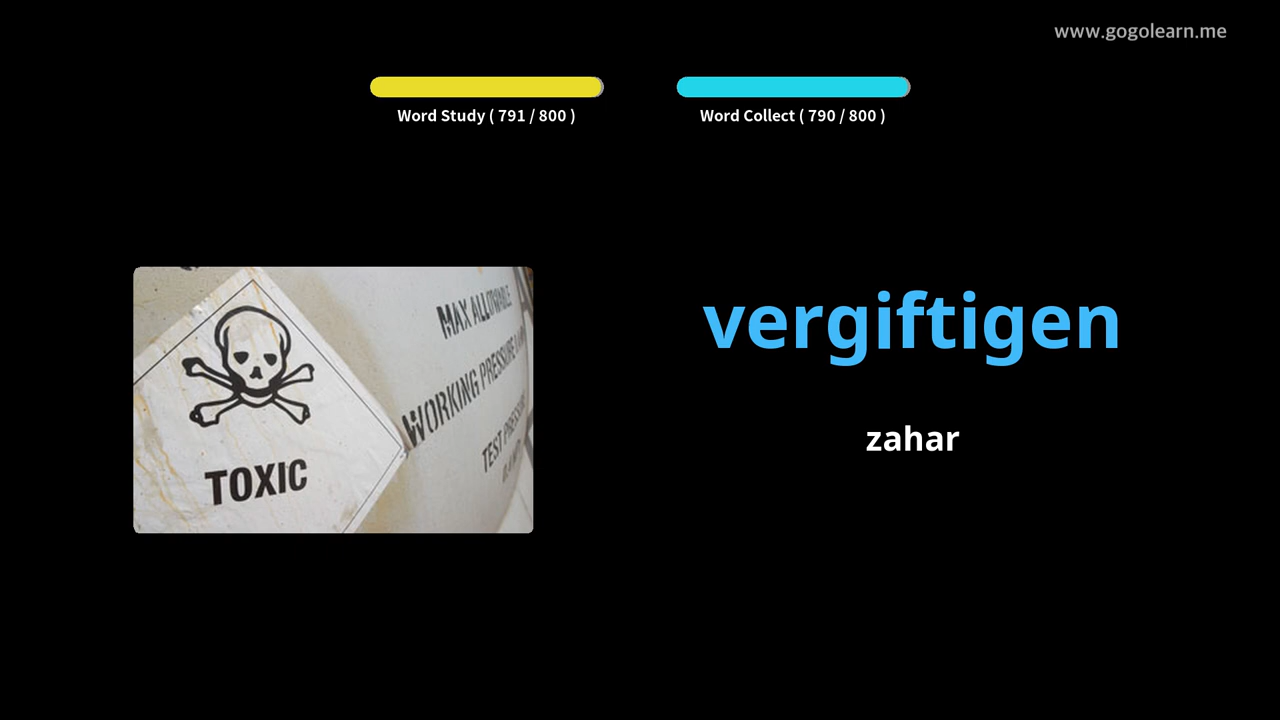 www.gogolearn.me
Word Study ( 791 / 800 )
Word Collect ( 790 / 800 )
vergiftigen
zahar
MAX ALLOWABLE
WORKING PRESSURE
TEST PRESSURE
TOXIC